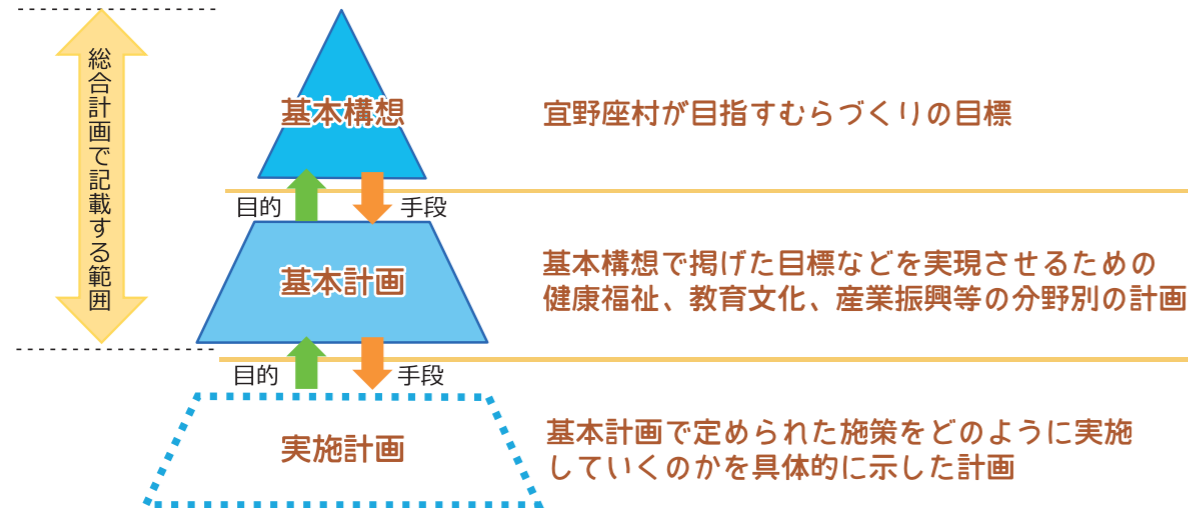 総合計画で記載する範囲
基本構想
宜野座村が目指すむらづくりの目標
目的
手段
基本計画
基本構想で掲げた目標などを実現させるための
健康福祉、教育文化、産業振興等の分野別の計画
目的
手段
実施計画
基本計画で定められた施策をどのように実施
していくのかを具体的に示した計画